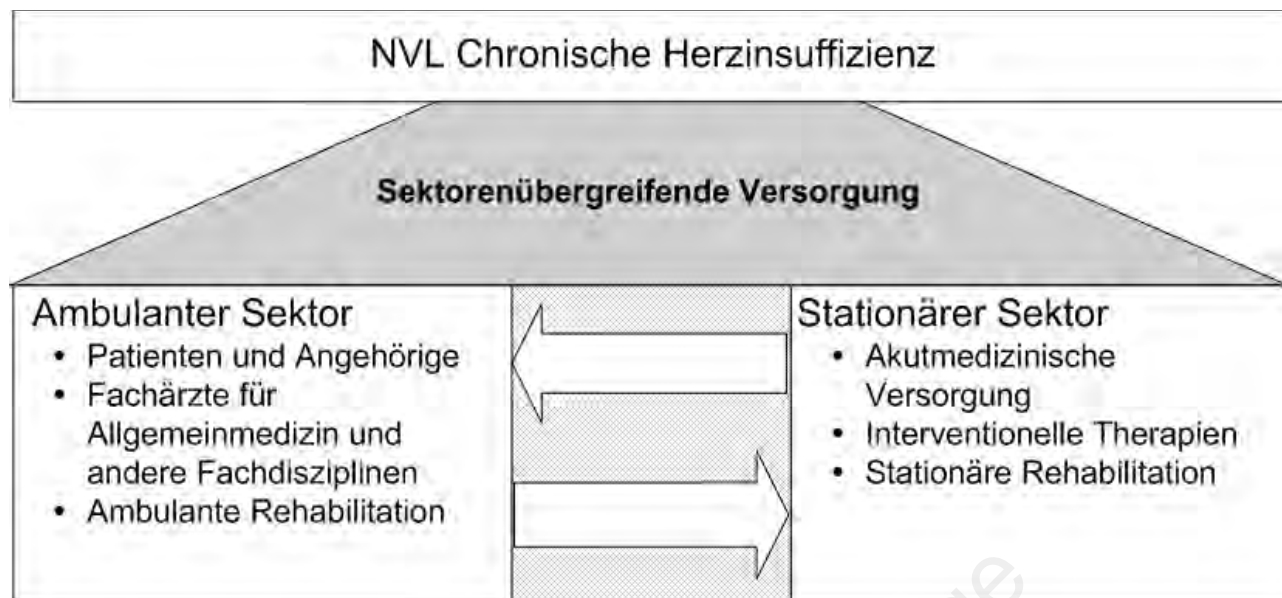 NVL Chronische Herzinsuffizienz
Sektorenübergreifende Versorgung
Ambulanter Sektor
• Patienten und Angehörige
• Fachärzte für
Allgemeinmedizin und
andere Fachdisziplinen
• Ambulante Rehabilitation
Stationärer Sektor
• Akutmedizinische
Versorgung
• Interventionelle Therapien
• Stationäre Rehabilitation